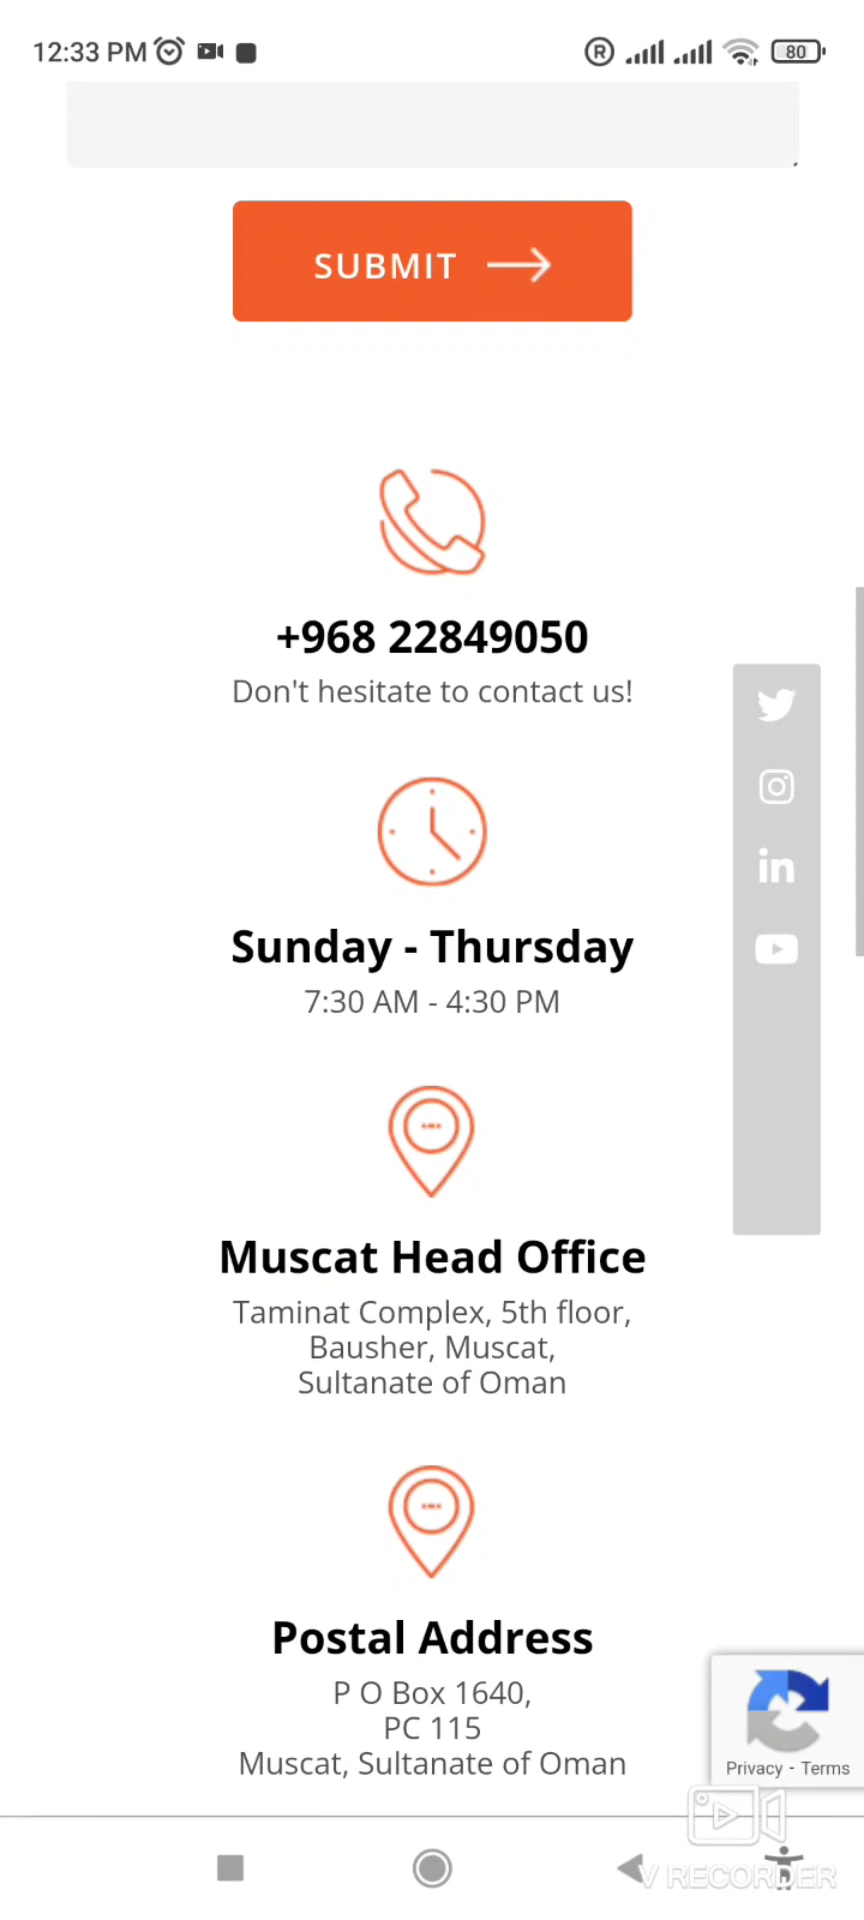 12:33 PM
R
80
SUBMIT
+968 22849050
Don't hesitate to contact us!
in
Sunday - Thursday
7:30 AM - 4:30 PM
Muscat Head Office
Taminat Complex, 5th floor,
Bausher, Muscat,
Sultanate of Oman
Postal Address
P O Box 1640,
PC 115
Muscat, Sultanate of Oman
Privacy - Terms
V RECORDER